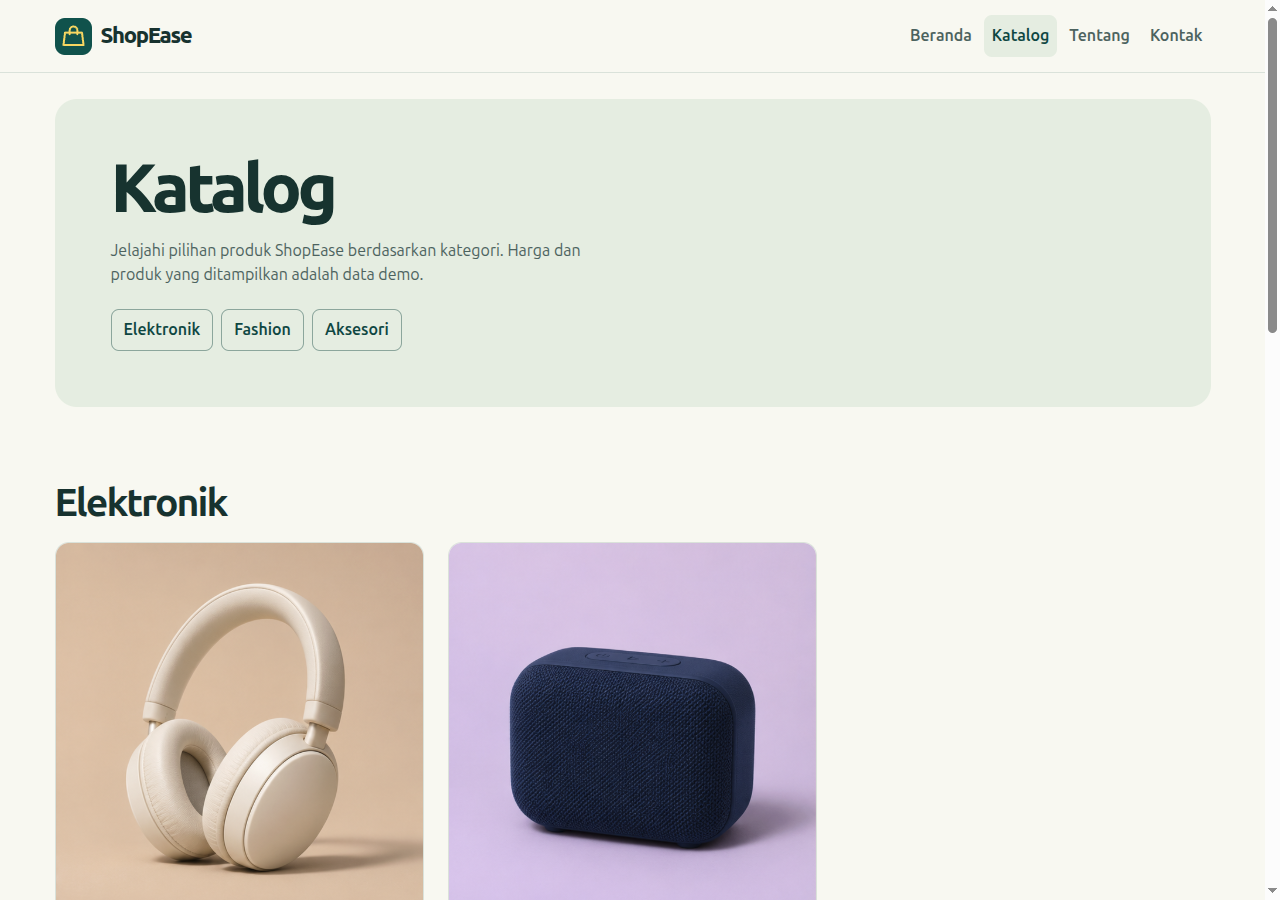 ShopEase
Beranda
Katalog
Tentang
Kontak
Katalog
Jelajahi pilihan produk ShopEase berdasarkan kategori. Harga dan
produk yang ditampilkan adalah data demo.
Elektronik
Fashion
Aksesori
Elektronik